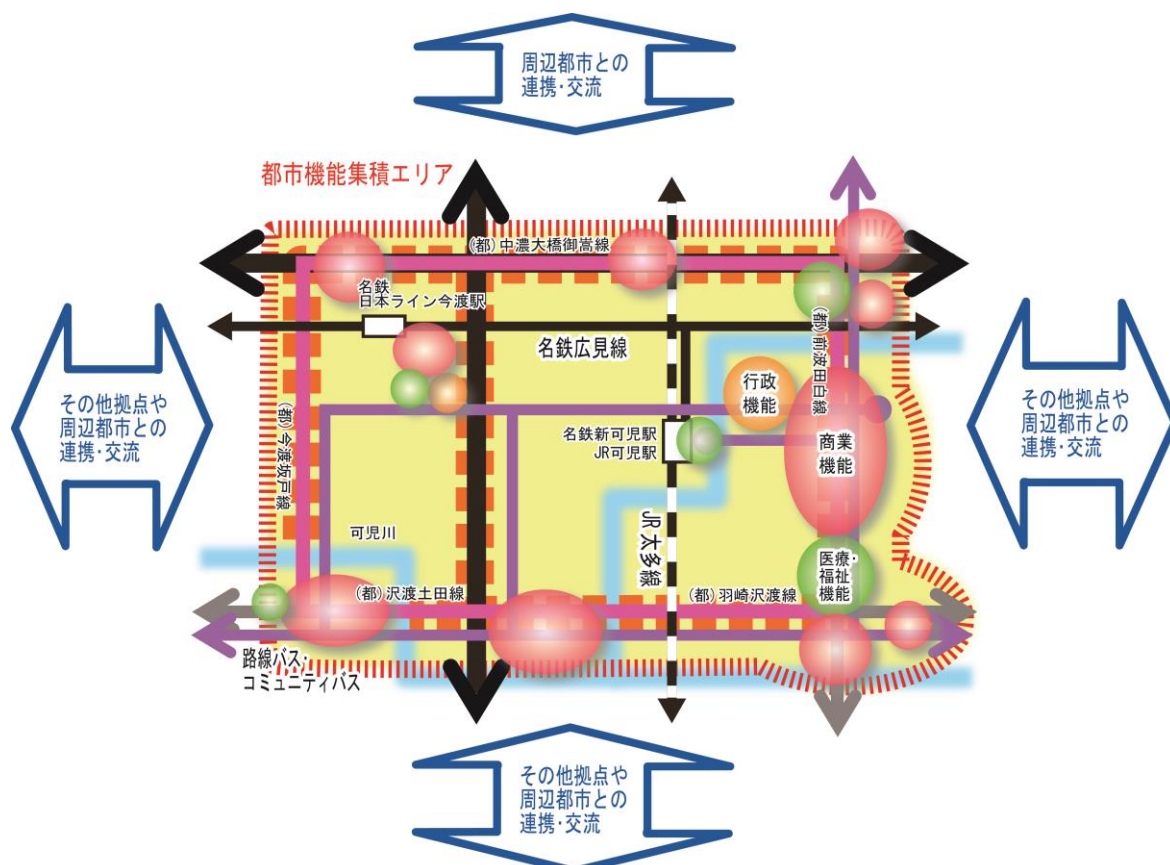 周辺都市との
連携・交流
都市機能集積エリア
(都)中濃大橋御嵩線
名鉄
日本ライン今渡駅
名鉄広見線
(都)前波田白線
行政
機能
その他拠点や
周辺都市との
連携・交流
(都)今渡坂戸線
名鉄新可児駅
JR可児駅
商業
機能
その他拠点や
周辺都市との
連携・交流
可児川
JR太多線
医療・
福祉
機能
(都)沢渡土田線
(都)羽崎沢渡線
路線バス・
コミュニティバス
その他拠点や
周辺都市との
連携・交流